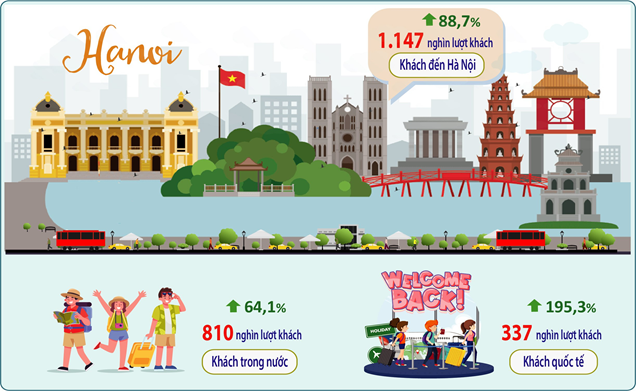 Hanoi
88,7%
1.147 nghìn lượt khách
Khách đến Hà Nội
WELCOME
BACK!
HOLIDAY
64,1%
810 nghìn lượt khách
Khách trong nước
195,3%
337 nghìn lượt khách
Khách quốc tế